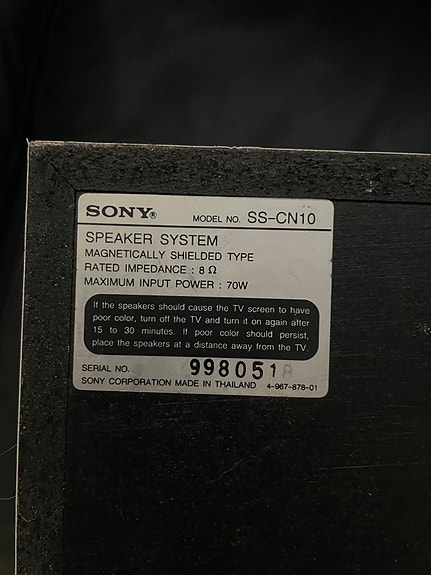 SONY® MODEL NO. SS-CN10
SPEAKER SYSTEM
MAGNETICALLY SHIELDED TYPE
RATED IMPEDANCE : 8 Ω
MAXIMUM INPUT POWER : 70W
If the speakers should cause the TV screen to have
poor color, turn off the TV and turn it on again after
15 to 30 minutes. If poor color should persist,
place the speakers at a distance away from the TV.
SERIAL NO. 998051
SONY CORPORATION MADE IN THAILAND 4-967-878-01